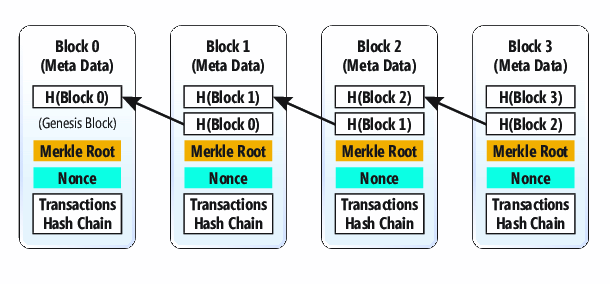 Block 0
(Meta Data)
H(Block 0)
(Genesis Block)
Merkle Root
Nonce
Transactions
Hash Chain
Block 1
(Meta Data)
H(Block 1)
H(Block 0)
Merkle Root
Nonce
Transactions
Hash Chain
Block 2
(Meta Data)
H(Block 2)
H(Block 1)
Merkle Root
Nonce
Transactions
Hash Chain
Block 3
(Meta Data)
H(Block 3)
H(Block 2)
Merkle Root
Nonce
Transactions
Hash Chain